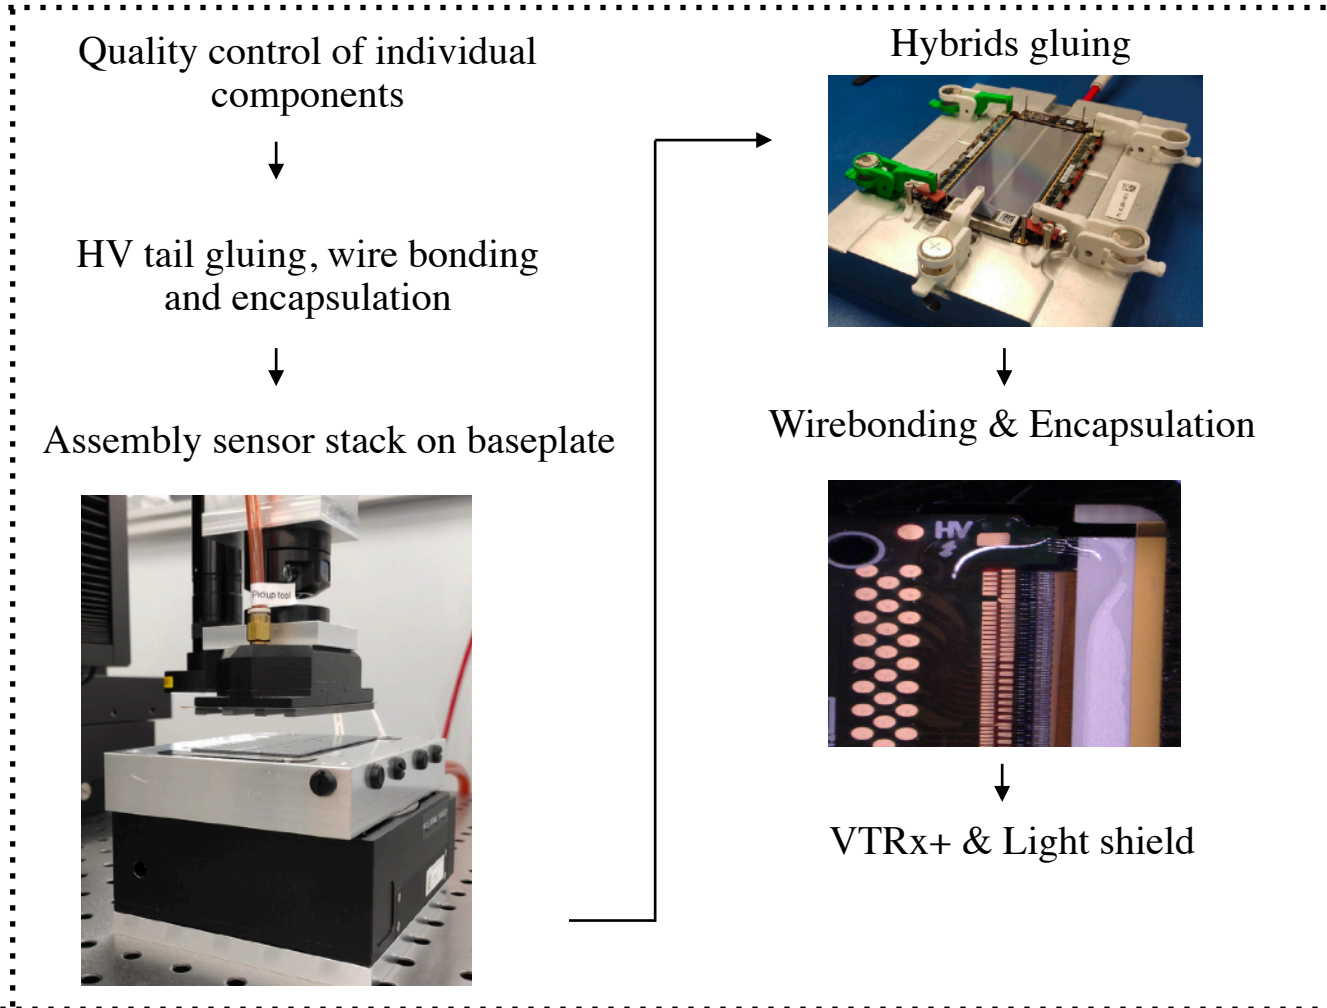 Quality control of individual
components
HV tail gluing, wire bonding
and encapsulation
Assembly sensor stack on baseplate
Pickup tool
Hybrids gluing
Wirebonding & Encapsulation
HV
VTRx+ & Light shield